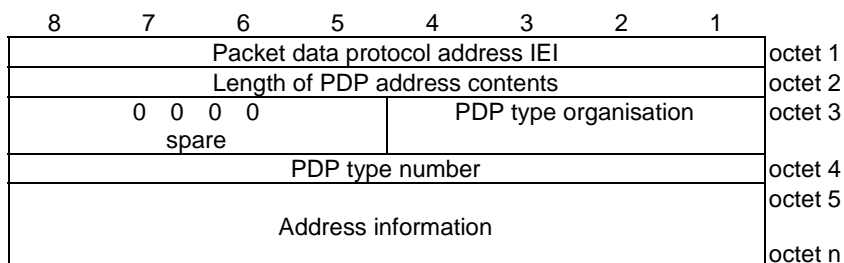 8 7 6 5 4 3 2 1
Packet data protocol address IEI octet 1
Length of PDP address contents octet 2
0 0 0 0 PDP type organisation octet 3
spare
PDP type number octet 4
octet 5
Address information
octet n